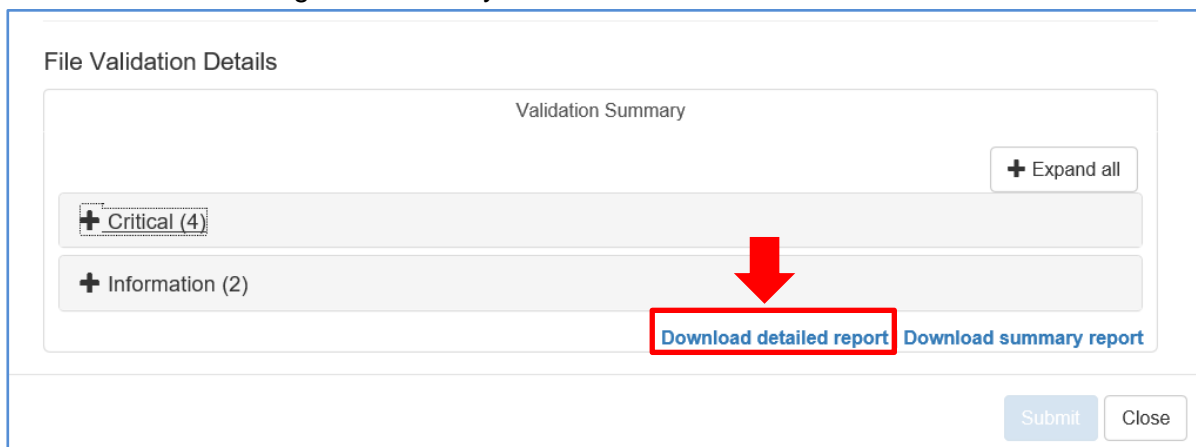 File Validation Details
Validation Summary
Expand all
Critical (4)
Information (2)
Download detailed report Download summary report
Submit Close